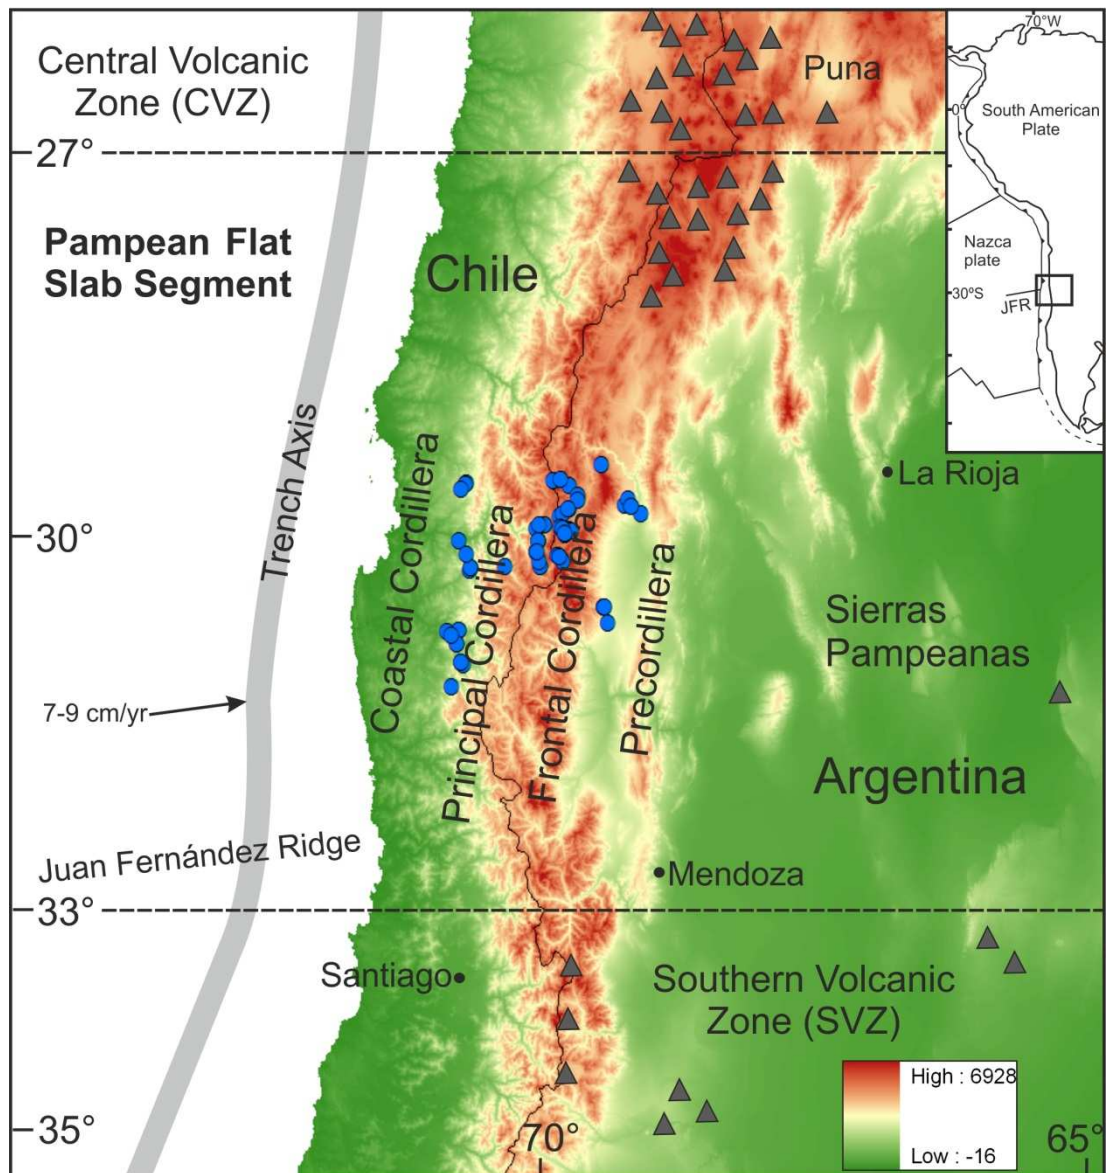 Central Volcanic
Zone (CVZ)
Puna
70°W
0°
South American
Plate
Nazca
plate
30ºS
JFR
27°
Pampean Flat
Slab Segment
Chile
Trench Axis
Coastal Cordillera
Principal Cordillera
Frontal Cordillera
Precordillera
La Rioja
30°
Sierras
Pampeanas
7-9 cm/yr
Argentina
Juan Fernández Ridge
Mendoza
33°
Santiago
Southern Volcanic
Zone (SVZ)
High : 6928
Low : -16
35°
70°
65°